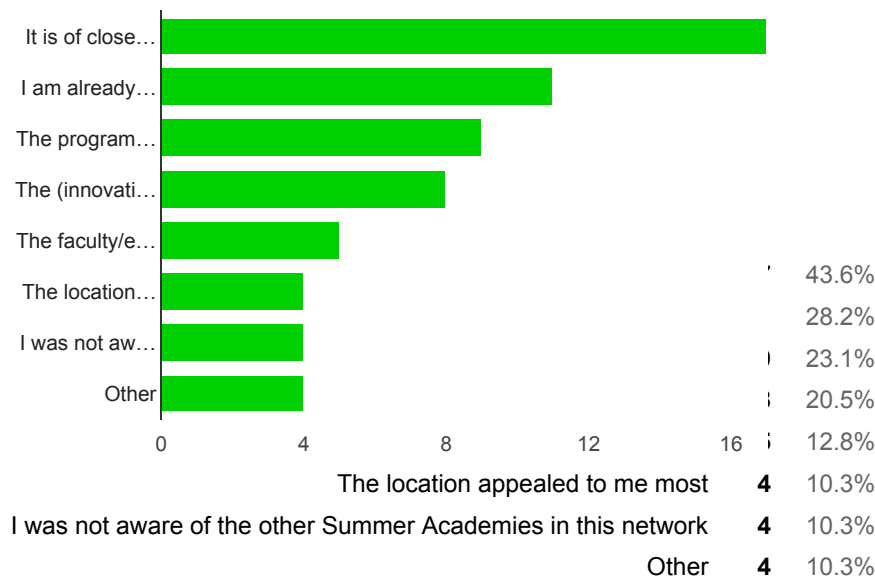 It is of close…
I am already…
The program…
The (innovati…
The faculty/e…
The location…
I was not aw…
Other
0 4 8 12 16
43.6%
28.2%
23.1%
20.5%
12.8%
The location appealed to me most 4 10.3%
I was not aware of the other Summer Academies in this network 4 10.3%
Other 4 10.3%